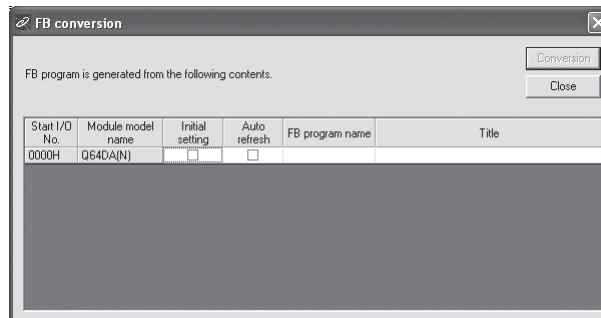 FB conversion
Conversion
FB program is generated from the following contents.
Close
Start I/O No. Module model name Initial setting Auto refresh FB program name Title
0000H Q64DA(N)